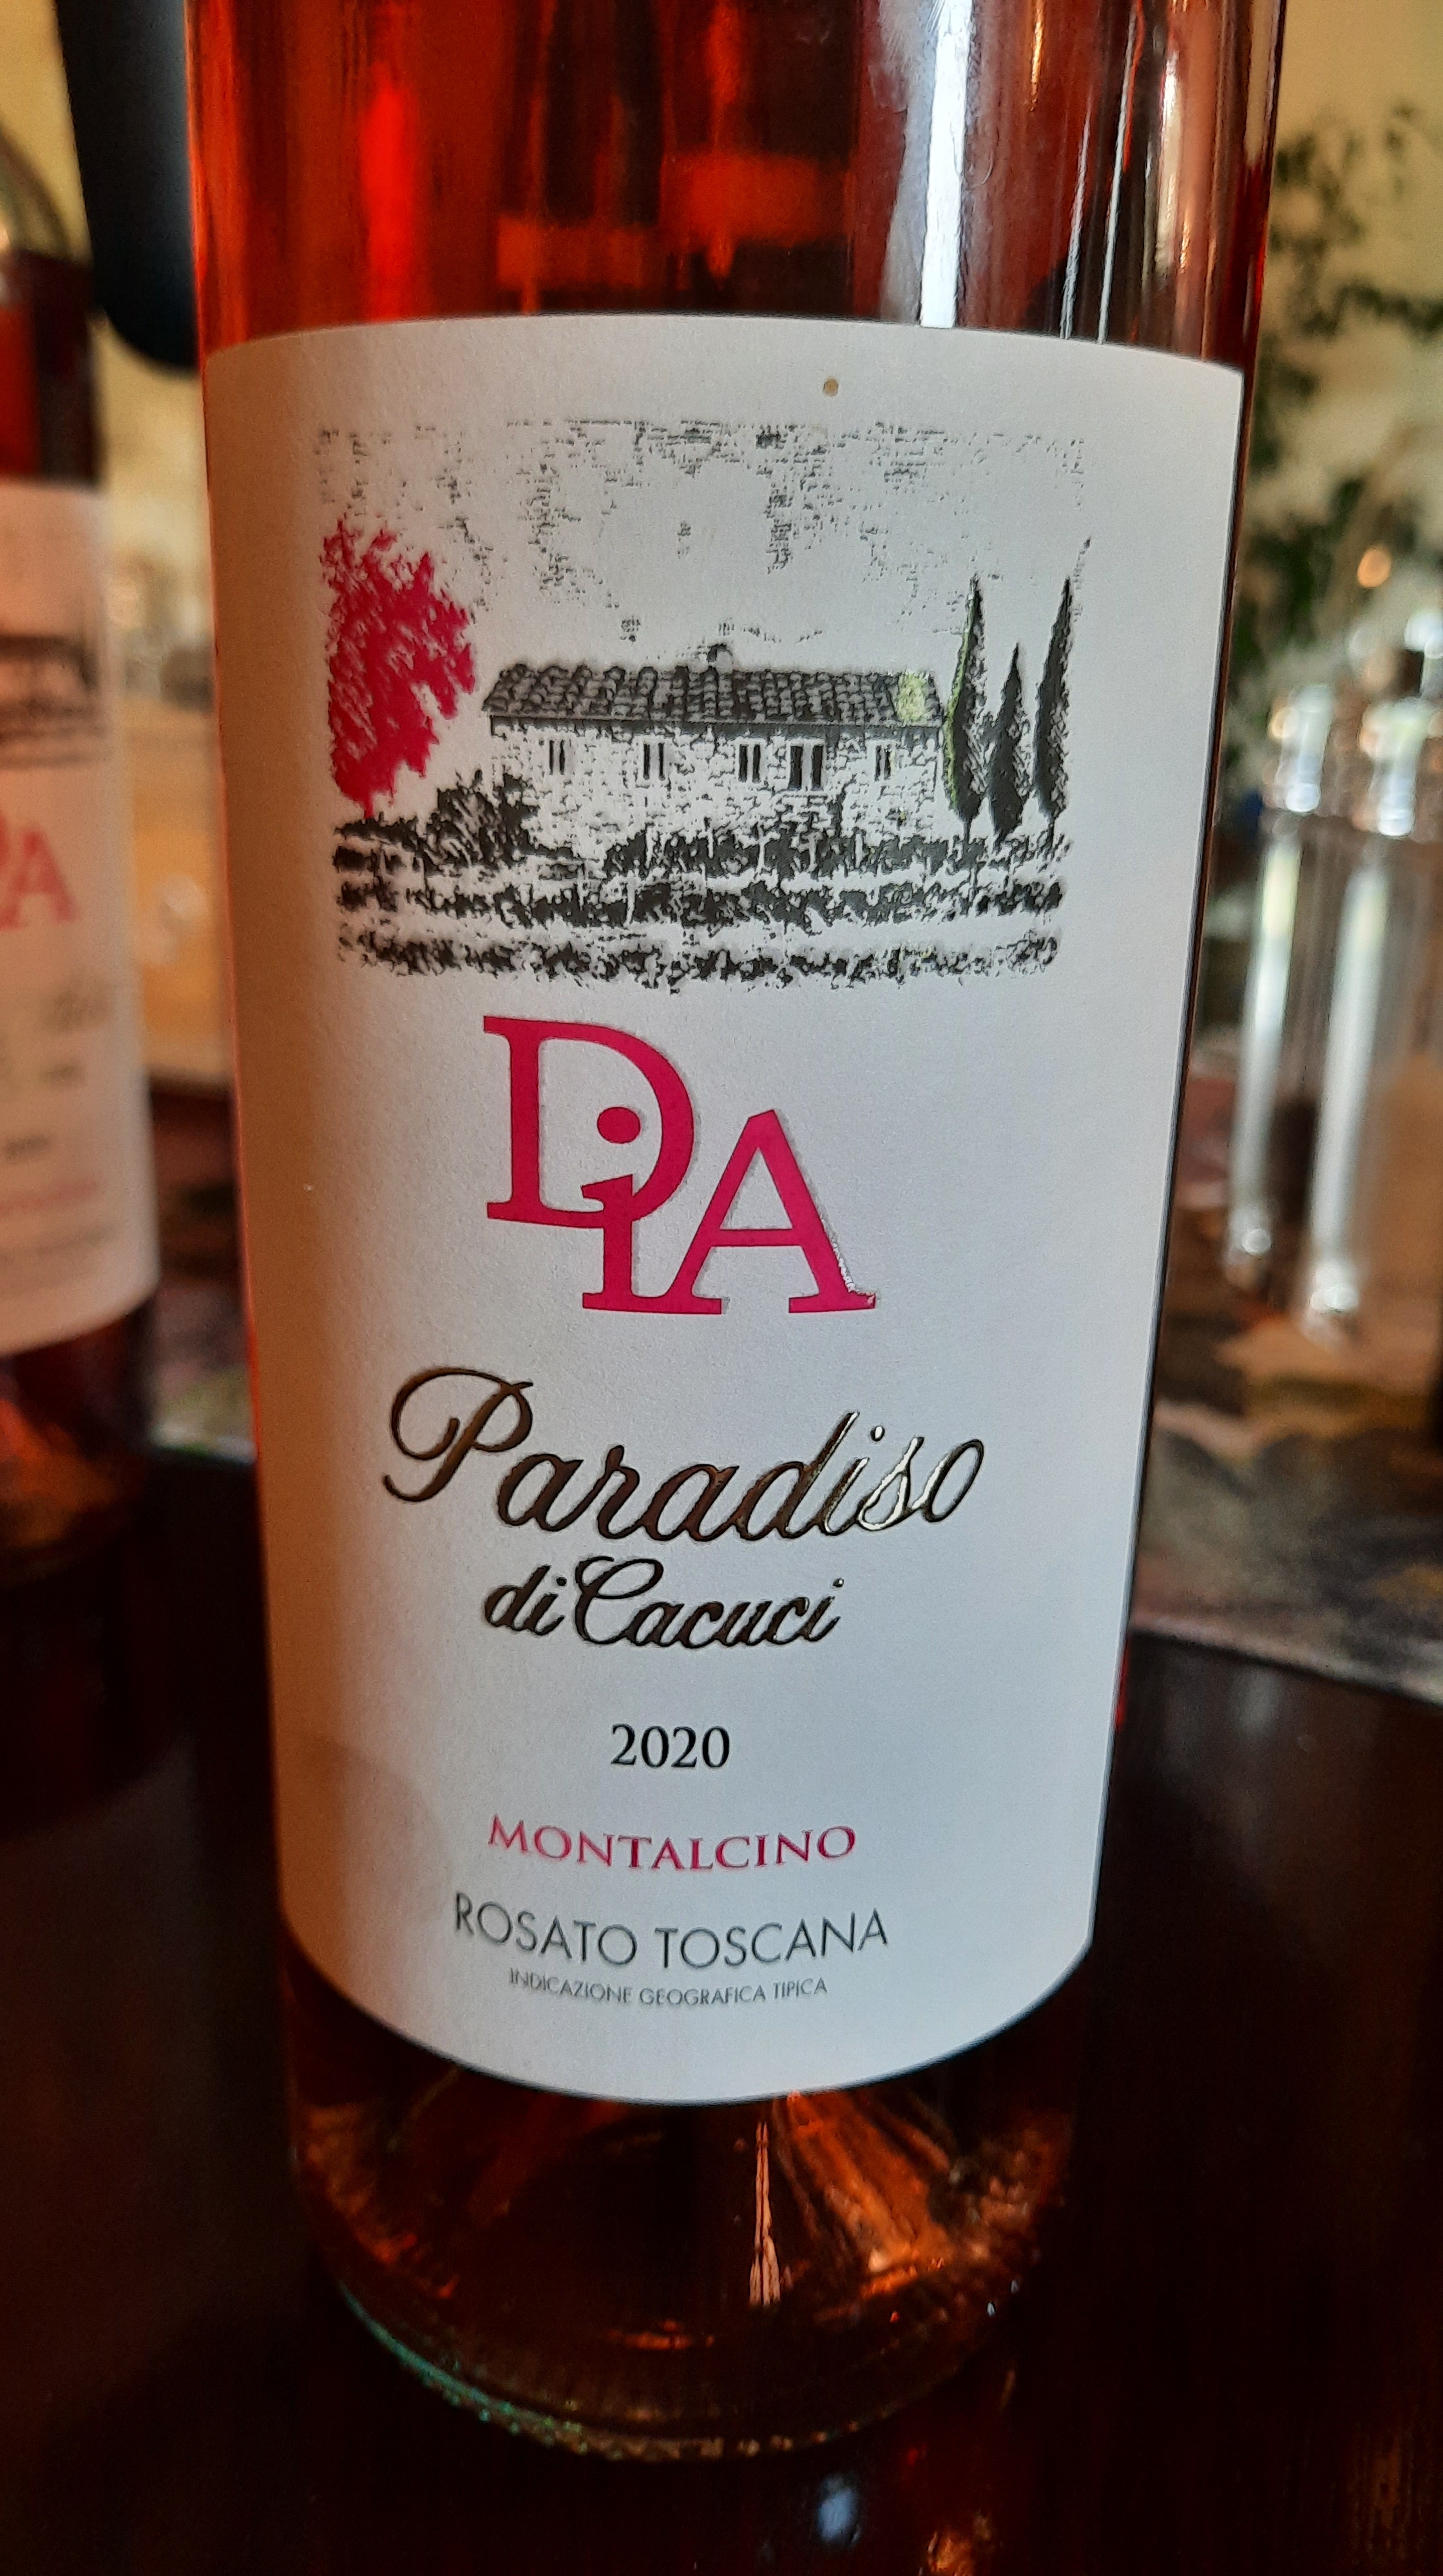 DiA
Paradiso
di Cacuci
2020
MONTALCINO
ROSATO TOSCANA
INDICAZIONE GEOGRAFICA TIPICA